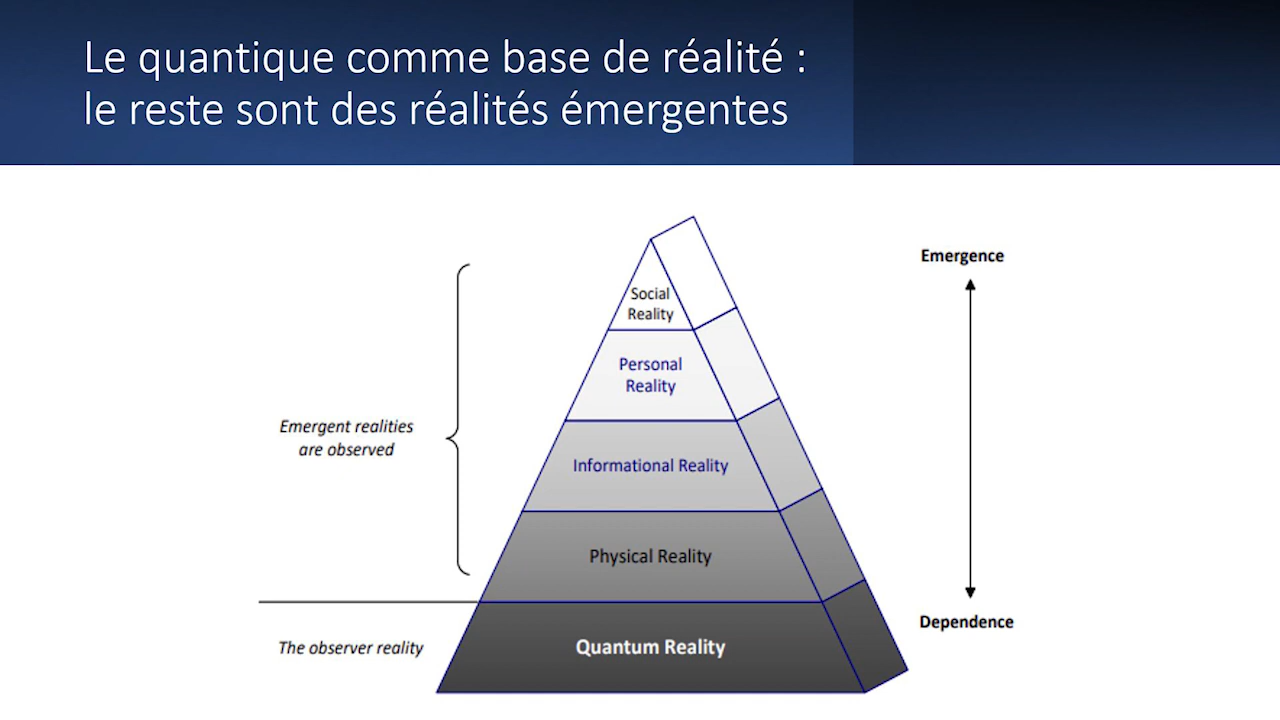 Le quantique comme base de réalité :
le reste sont des réalités émergentes
Emergence
Social
Reality
Personal
Reality
Emergent realities
are observed
Informational Reality
Physical Reality
Dependence
The observer reality
Quantum Reality